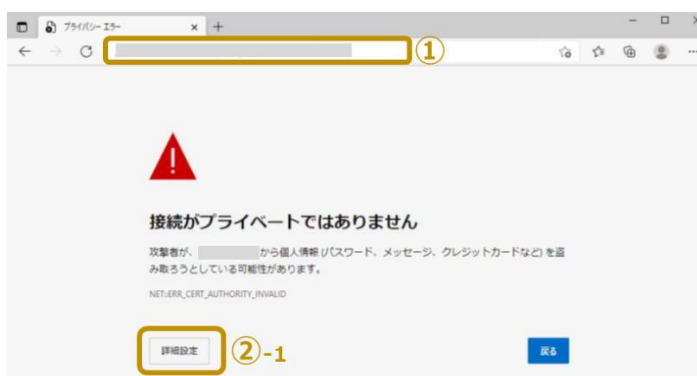 プライバシー エラー
①
接続がプライベートではありません
攻撃者が、 から個人情報 (パスワード、メッセージ、クレジットカードなど) を盗
み取ろうとしている可能性があります。
NET::ERR_CERT_AUTHORITY_INVALID
詳細設定
②-1
戻る